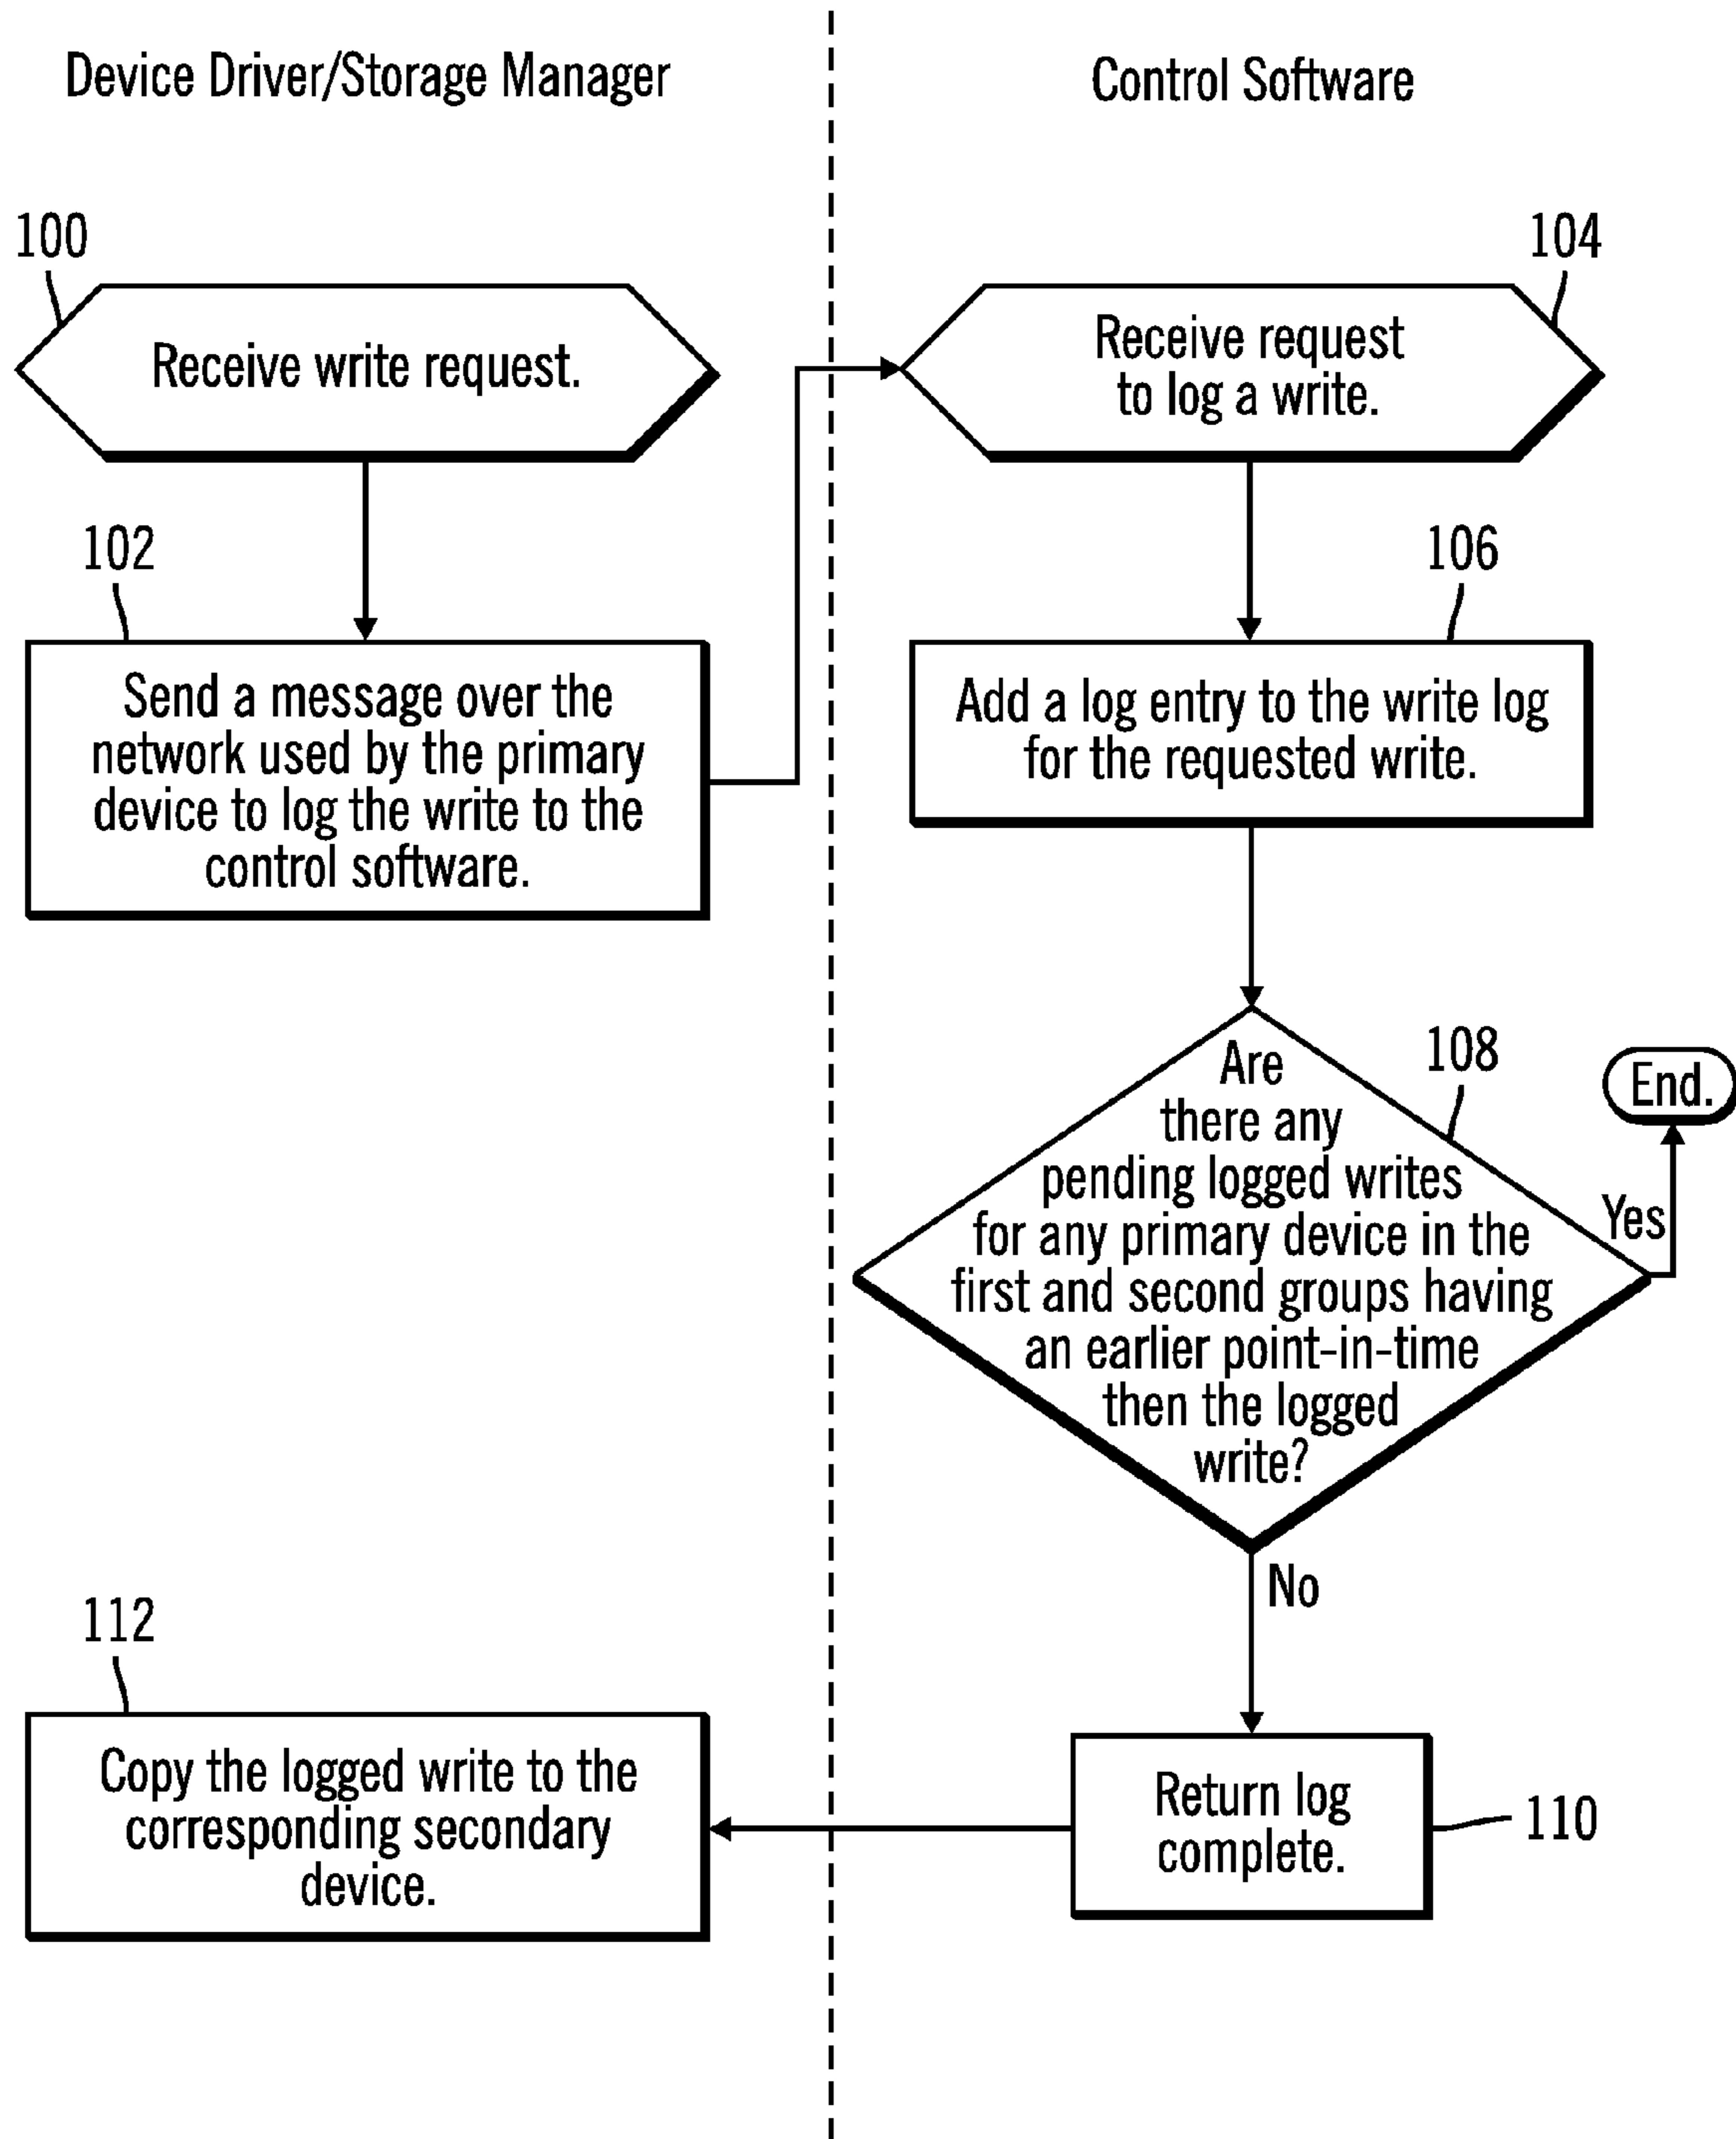 Device Driver/Storage Manager
Control Software
100
Receive write request.
104
Receive request
to log a write.
102
Send a message over the
network used by the primary
device to log the write to the
control software.
106
Add a log entry to the write log
for the requested write.
108
Are
there any
pending logged writes
for any primary device in the
first and second groups having
an earlier point-in-time
then the logged
write?
End.
Yes
No
112
Copy the logged write to the
corresponding secondary
device.
Return log
complete.
110